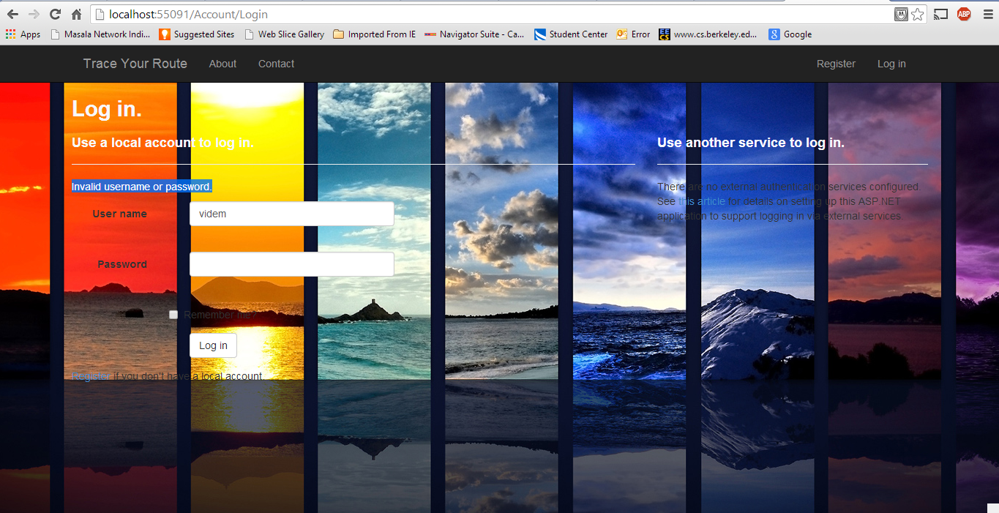 localhost:55091/Account/Login
ABP
Apps Masala Network Indi... Suggested Sites Web Slice Gallery Imported From IE Navigator Suite - Ca... Student Center Error www.cs.berkeley.ed... Google
Trace Your Route About Contact Register Log in
Log in.
Use a local account to log in.
Invalid username or password.
User name videm
Password
Remember me?
Log in
Register if you don't have a local account.
Use another service to log in.
There are no external authentication services configured.
See this article for details on setting up this ASP.NET
application to support logging in via external services.